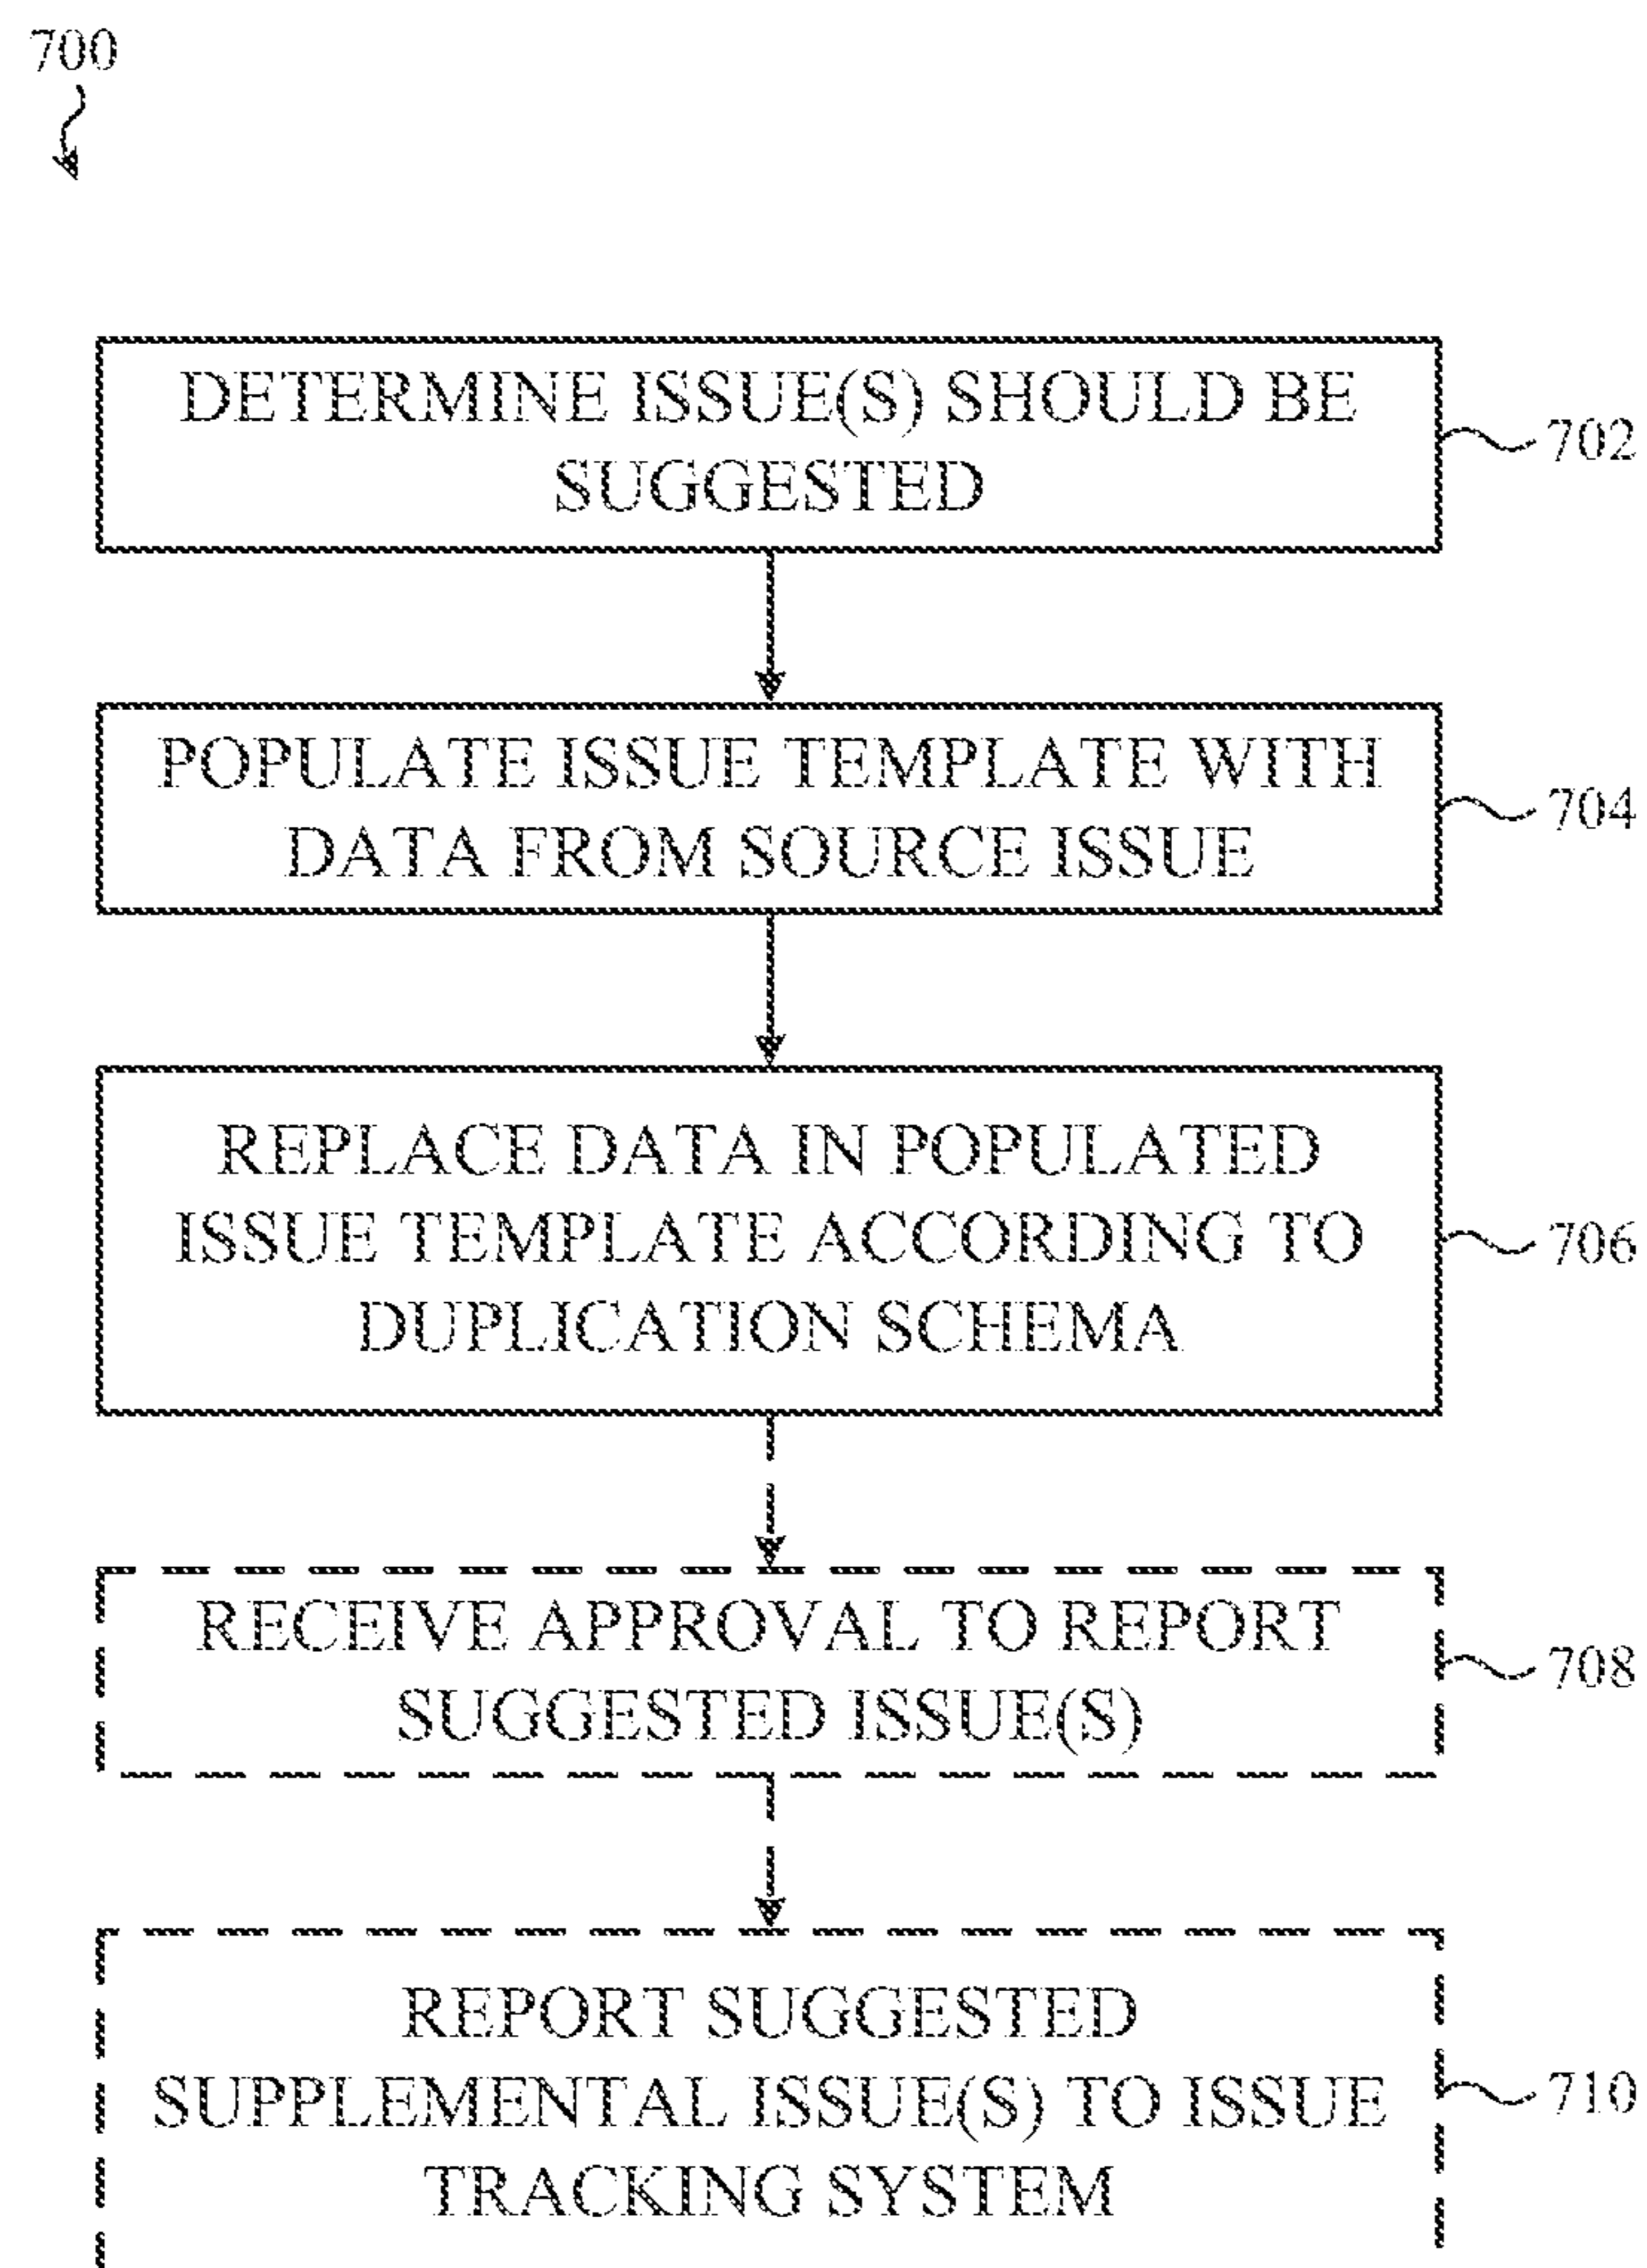 700
DETERMINE ISSUE(S) SHOULD BE
SUGGESTED
702
POPULATE ISSUE TEMPLATE WITH
DATA FROM SOURCE ISSUE
704
REPLACE DATA IN POPULATED
ISSUE TEMPLATE ACCORDING TO
DUPLICATION SCHEMA
706
RECEIVE APPROVAL TO REPORT
SUGGESTED ISSUE(S)
708
REPORT SUGGESTED
SUPPLEMENTAL ISSUE(S) TO ISSUE
TRACKING SYSTEM
710